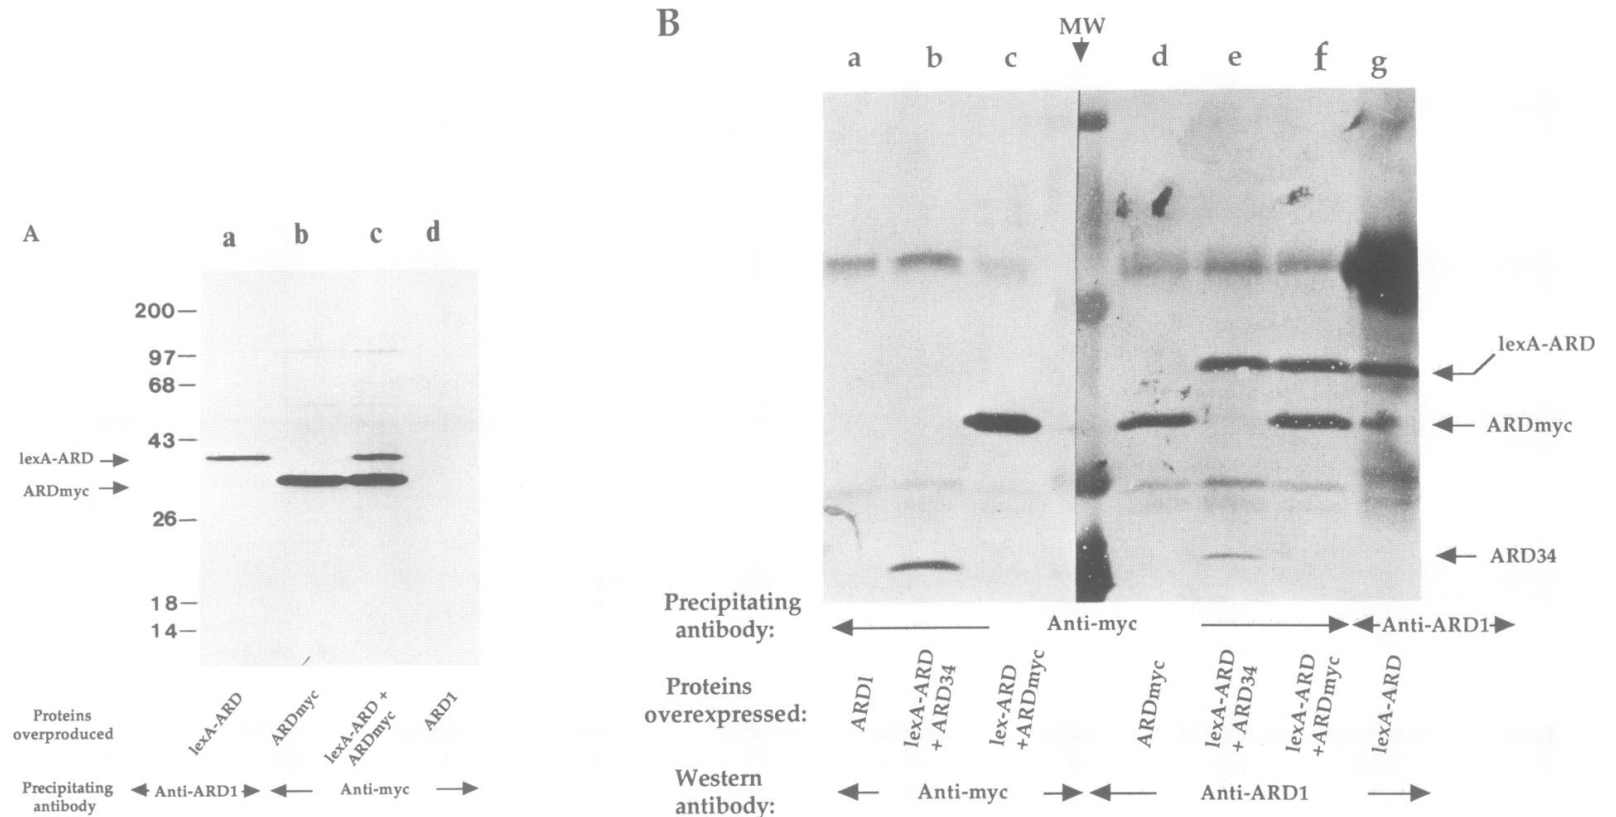 A
a b c d
200
97
68
43
26
18
14
lexA-ARD
ARDmyc
Proteins
overproduced
lexA-ARD
ARDmyc
lexA-ARD +
ARDmyc
ARD1
Precipitating
antibody
Anti-ARD1
Anti-myc
B
MW
a b c d e f g
lexA-ARD
ARDmyc
ARD34
Precipitating
antibody:
Anti-myc
Anti-ARD1
Proteins
overexpressed:
ARD1
lexA-ARD
+ ARD34
lex-ARD
+ARDmyc
ARDmyc
lexA-ARD
+ ARD34
lexA-ARD
+ARDmyc
lexA-ARD
Western
antibody:
Anti-myc
Anti-ARD1